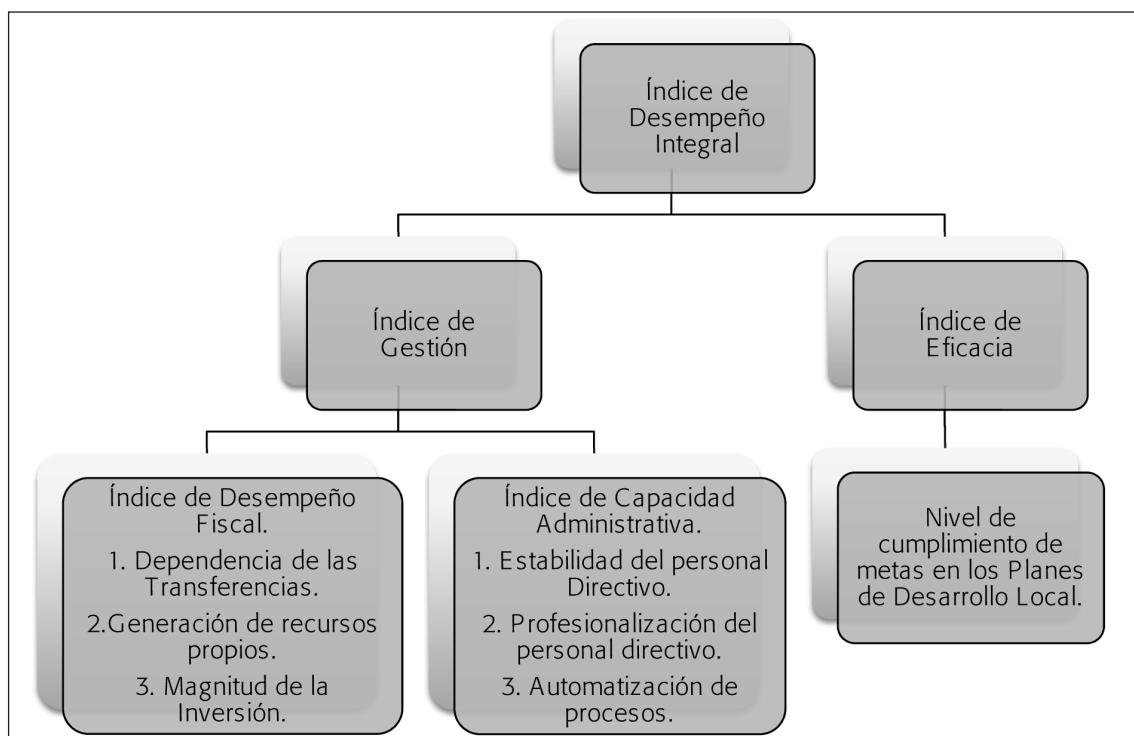 Índice de
Desempeño
Integral
Índice de
Gestión
Índice de
Eficacia
Índice de Desempeño
Fiscal.
1. Dependencia de las
Transferencias.
2.Generación de recursos
propios.
3. Magnitud de la
Inversión.
Índice de Capacidad
Administrativa.
1. Estabilidad del personal
Directivo.
2. Profesionalización del
personal directivo.
3. Automatización de
procesos.
Nivel de
cumplimiento de
metas en los Planes
de Desarrollo Local.